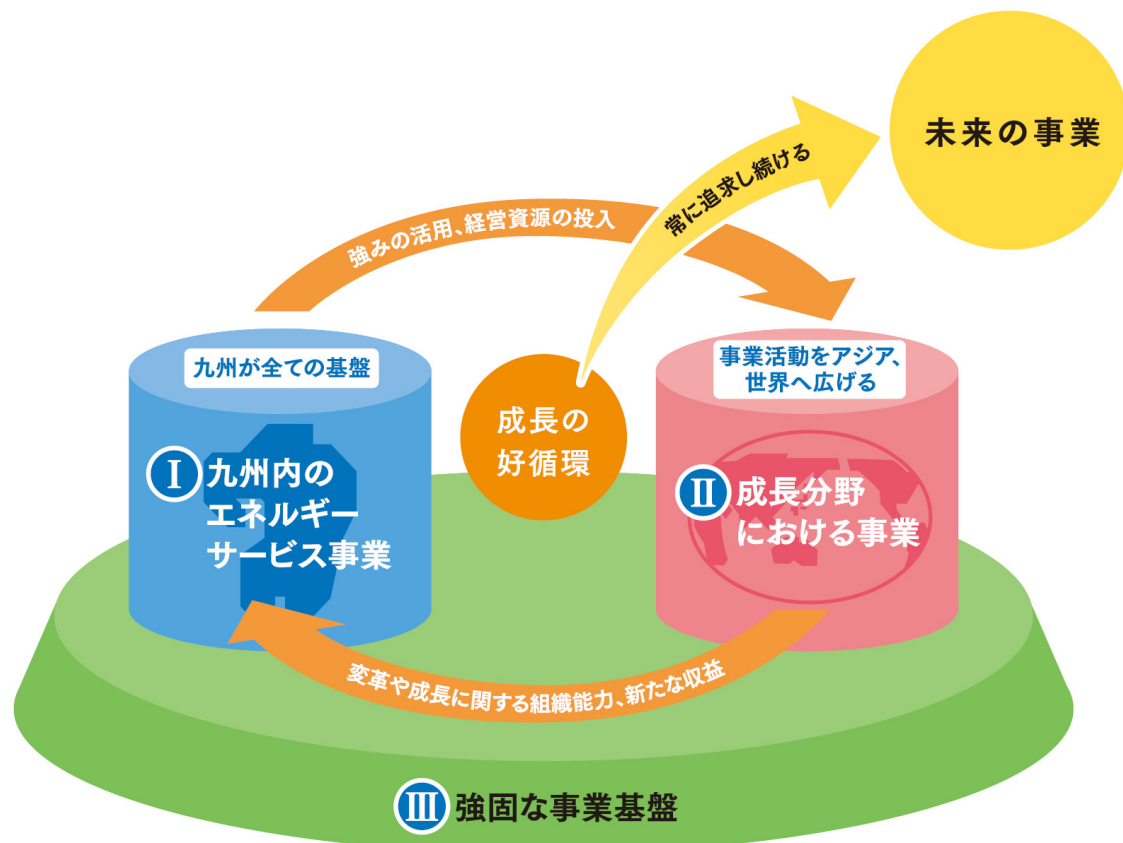 未来の事業
常に追求し続ける
強みの活用、経営資源の投入
九州が全ての基盤
事業活動をアジア、
世界へ広げる
成長の
好循環
Ⅰ 九州内の
エネルギー
サービス事業
Ⅱ 成長分野
における事業
変革や成長に関する組織能力、新たな収益
Ⅲ 強固な事業基盤